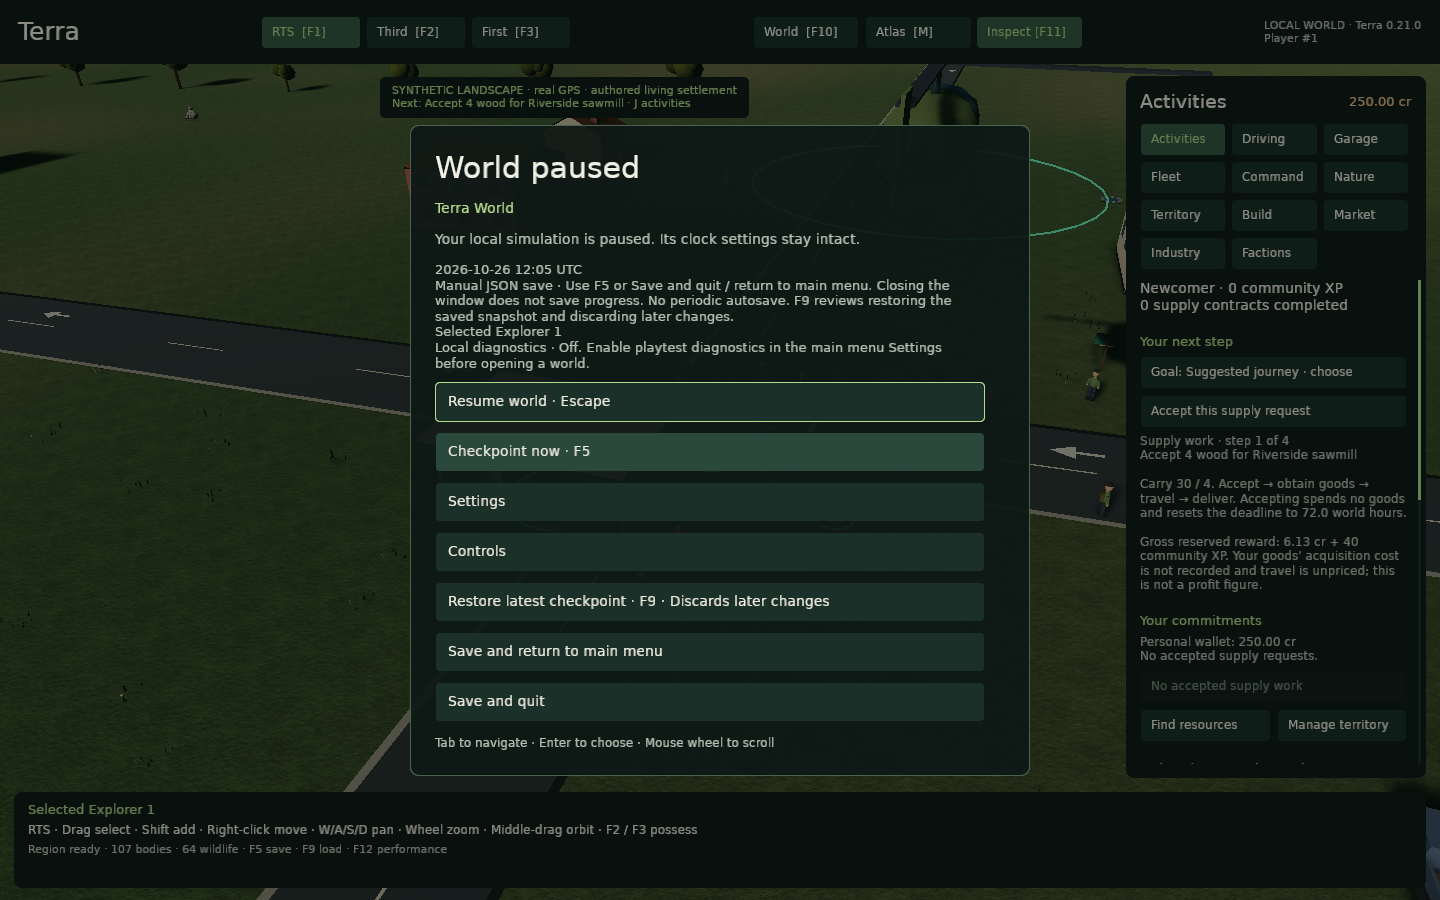 Terra
RTS [F1]
Third [F2]
First [F3]
World [F10]
Atlas [M]
Inspect [F11]
LOCAL WORLD · Terra 0.21.0
Player #1
SYNTHETIC LANDSCAPE · real GPS · authored living settlement
Next: Accept 4 wood for Riverside sawmill · J activities
World paused
Terra World
Your local simulation is paused. Its clock settings stay intact.
2026-10-26 12:05 UTC
Manual JSON save · Use F5 or Save and quit / return to main menu. Closing the
window does not save progress. No periodic autosave. F9 reviews restoring the
saved snapshot and discarding later changes.
Selected Explorer 1
Local diagnostics · Off. Enable playtest diagnostics in the main menu Settings
before opening a world.
Resume world · Escape
Checkpoint now · F5
Settings
Controls
Restore latest checkpoint · F9 · Discards later changes
Save and return to main menu
Save and quit
Tab to navigate · Enter to choose · Mouse wheel to scroll
Activities
250.00 cr
Activities
Driving
Garage
Fleet
Command
Nature
Territory
Build
Market
Industry
Factions
Newcomer · 0 community XP
0 supply contracts completed
Your next step
Goal: Suggested journey · choose
Accept this supply request
Supply work · step 1 of 4
Accept 4 wood for Riverside sawmill
Carry 30 / 4. Accept → obtain goods →
travel → deliver. Accepting spends no goods
and resets the deadline to 72.0 world hours.
Gross reserved reward: 6.13 cr + 40
community XP. Your goods' acquisition cost
is not recorded and travel is unpriced; this
is not a profit figure.
Your commitments
Personal wallet: 250.00 cr
No accepted supply requests.
No accepted supply work
Find resources
Manage territory
Selected Explorer 1
RTS · Drag select · Shift add · Right-click move · W/A/S/D pan · Wheel zoom · Middle-drag orbit · F2 / F3 possess
Region ready · 107 bodies · 64 wildlife · F5 save · F9 load · F12 performance